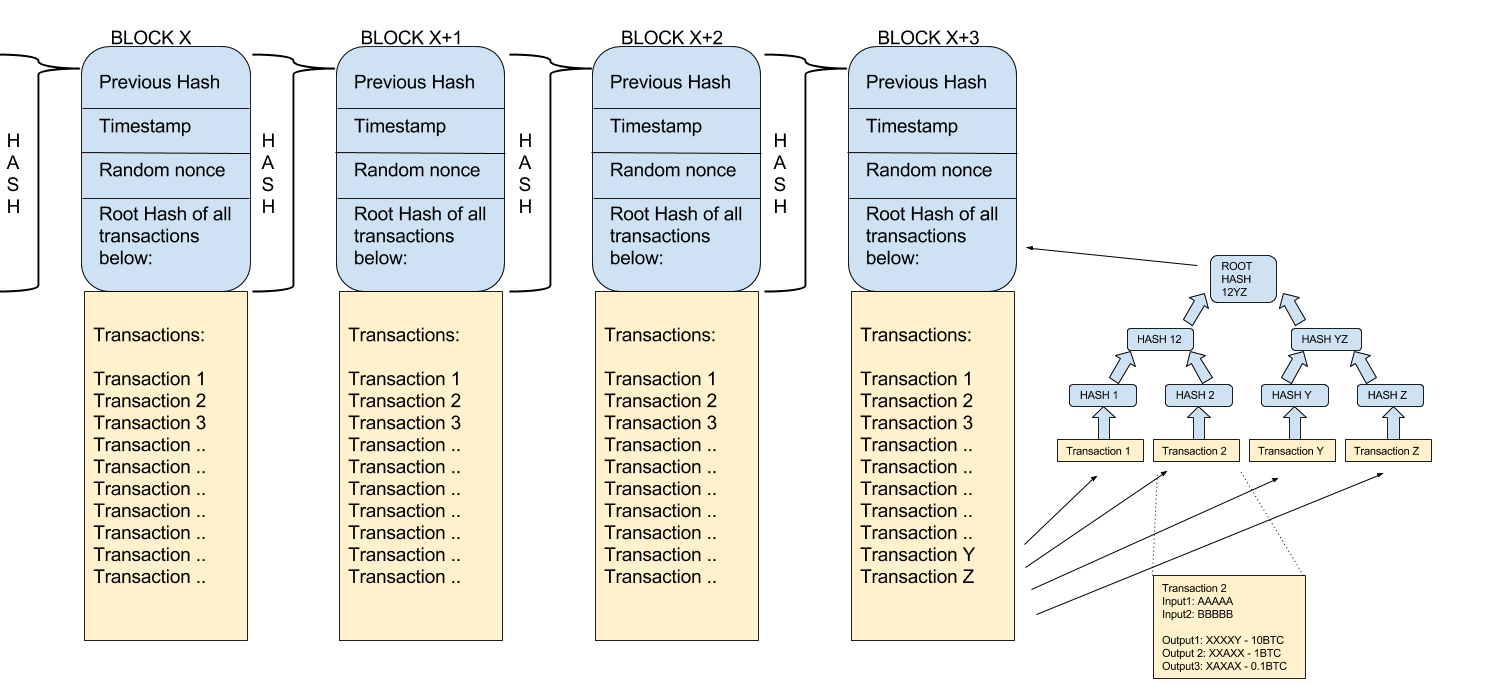 BLOCK X
BLOCK X+1
BLOCK X+2
BLOCK X+3
H
A
S
H
Previous Hash
Timestamp
Random nonce
Root Hash of all
transactions
below:
Transactions:
Transaction 1
Transaction 2
Transaction 3
Transaction ..
Transaction ..
Transaction ..
Transaction ..
Transaction ..
Transaction ..
Transaction ..
H
A
S
H
Previous Hash
Timestamp
Random nonce
Root Hash of all
transactions
below:
Transactions:
Transaction 1
Transaction 2
Transaction 3
Transaction ..
Transaction ..
Transaction ..
Transaction ..
Transaction ..
Transaction ..
Transaction ..
H
A
S
H
Previous Hash
Timestamp
Random nonce
Root Hash of all
transactions
below:
Transactions:
Transaction 1
Transaction 2
Transaction 3
Transaction ..
Transaction ..
Transaction ..
Transaction ..
Transaction ..
Transaction ..
Transaction ..
H
A
S
H
Previous Hash
Timestamp
Random nonce
Root Hash of all
transactions
below:
Transactions:
Transaction 1
Transaction 2
Transaction 3
Transaction ..
Transaction ..
Transaction ..
Transaction ..
Transaction ..
Transaction Y
Transaction Z
ROOT
HASH
12YZ
HASH 12
HASH YZ
HASH 1
HASH 2
HASH Y
HASH Z
Transaction 1
Transaction 2
Transaction Y
Transaction Z
Transaction 2
Input1: AAAAA
Input2: BBBBB
Output1: XXXXY - 10BTC
Output 2: XXAXX - 1BTC
Output3: XAXAX - 0.1BTC